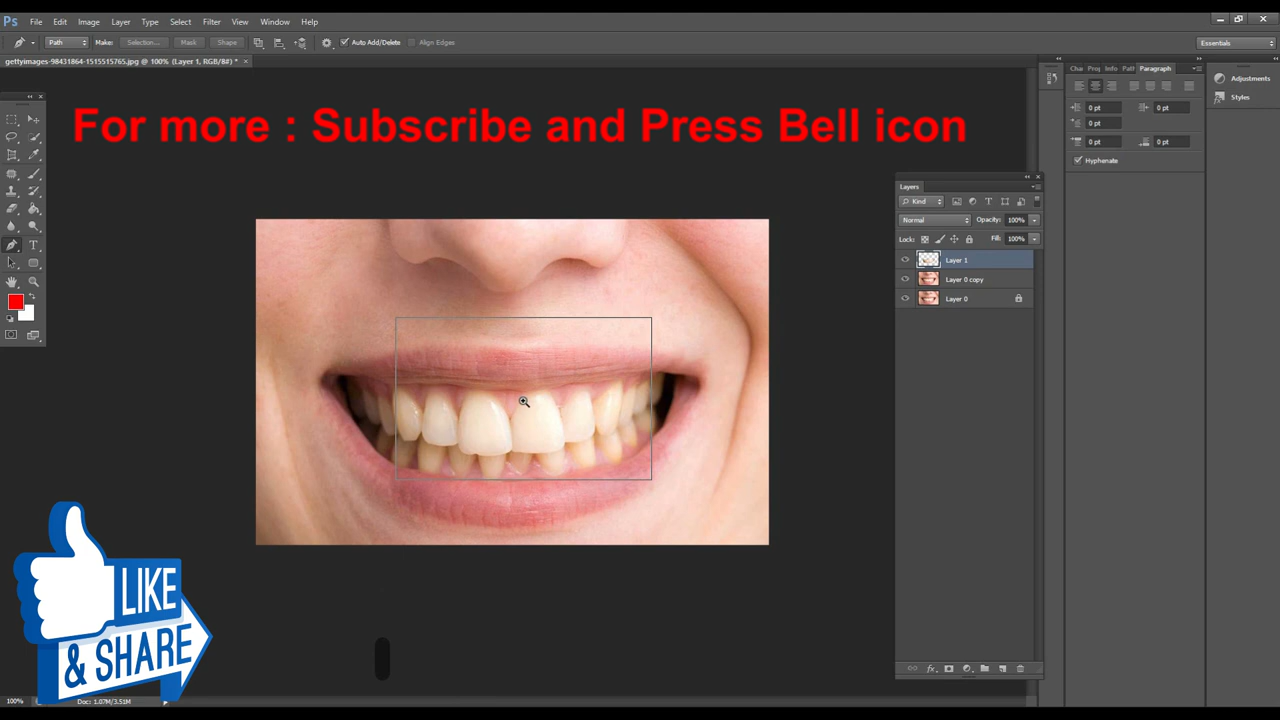 Ps File Edit Image Layer Type Select Filter View Window Help
Path Make: Selection... Mask Shape Auto Add/Delete Align Edges Essentials
gettyimages-98431864-1515515765.jpg @ 100% (Layer 1, RGB/8#) * ×
Cha Proj Info Path Paragraph
Adjustments
Styles
0 pt 0 pt
0 pt
0 pt 0 pt
Hyphenate
For more : Subscribe and Press Bell icon
Layers
Kind
Normal Opacity: 100%
Lock: Fill: 100%
Layer 1
Layer 0 copy
Layer 0
LIKE
& SHARE
100% Doc: 1.07M/3.51M